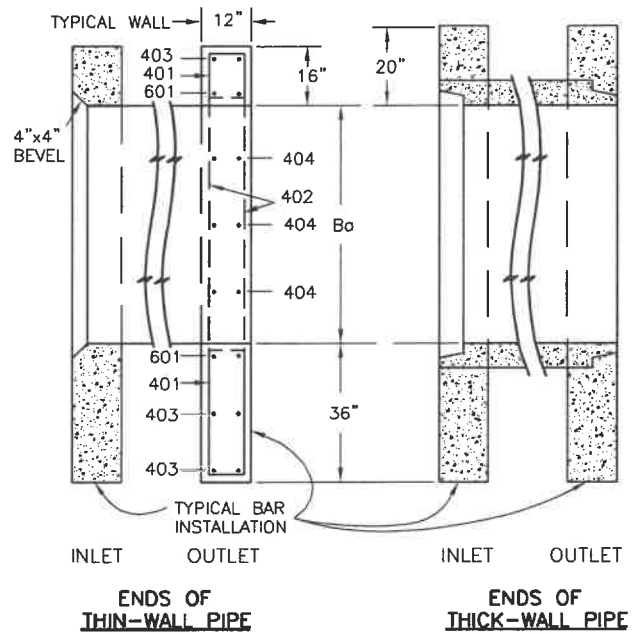 TYPICAL WALL
12"
403
401
601
16"
20"
4"x4"
BEVEL
404
402
404
Bo
404
601
401
403
36"
403
TYPICAL BAR
INSTALLATION
INLET OUTLET
INLET OUTLET
ENDS OF
THIN-WALL PIPE
ENDS OF
THICK-WALL PIPE